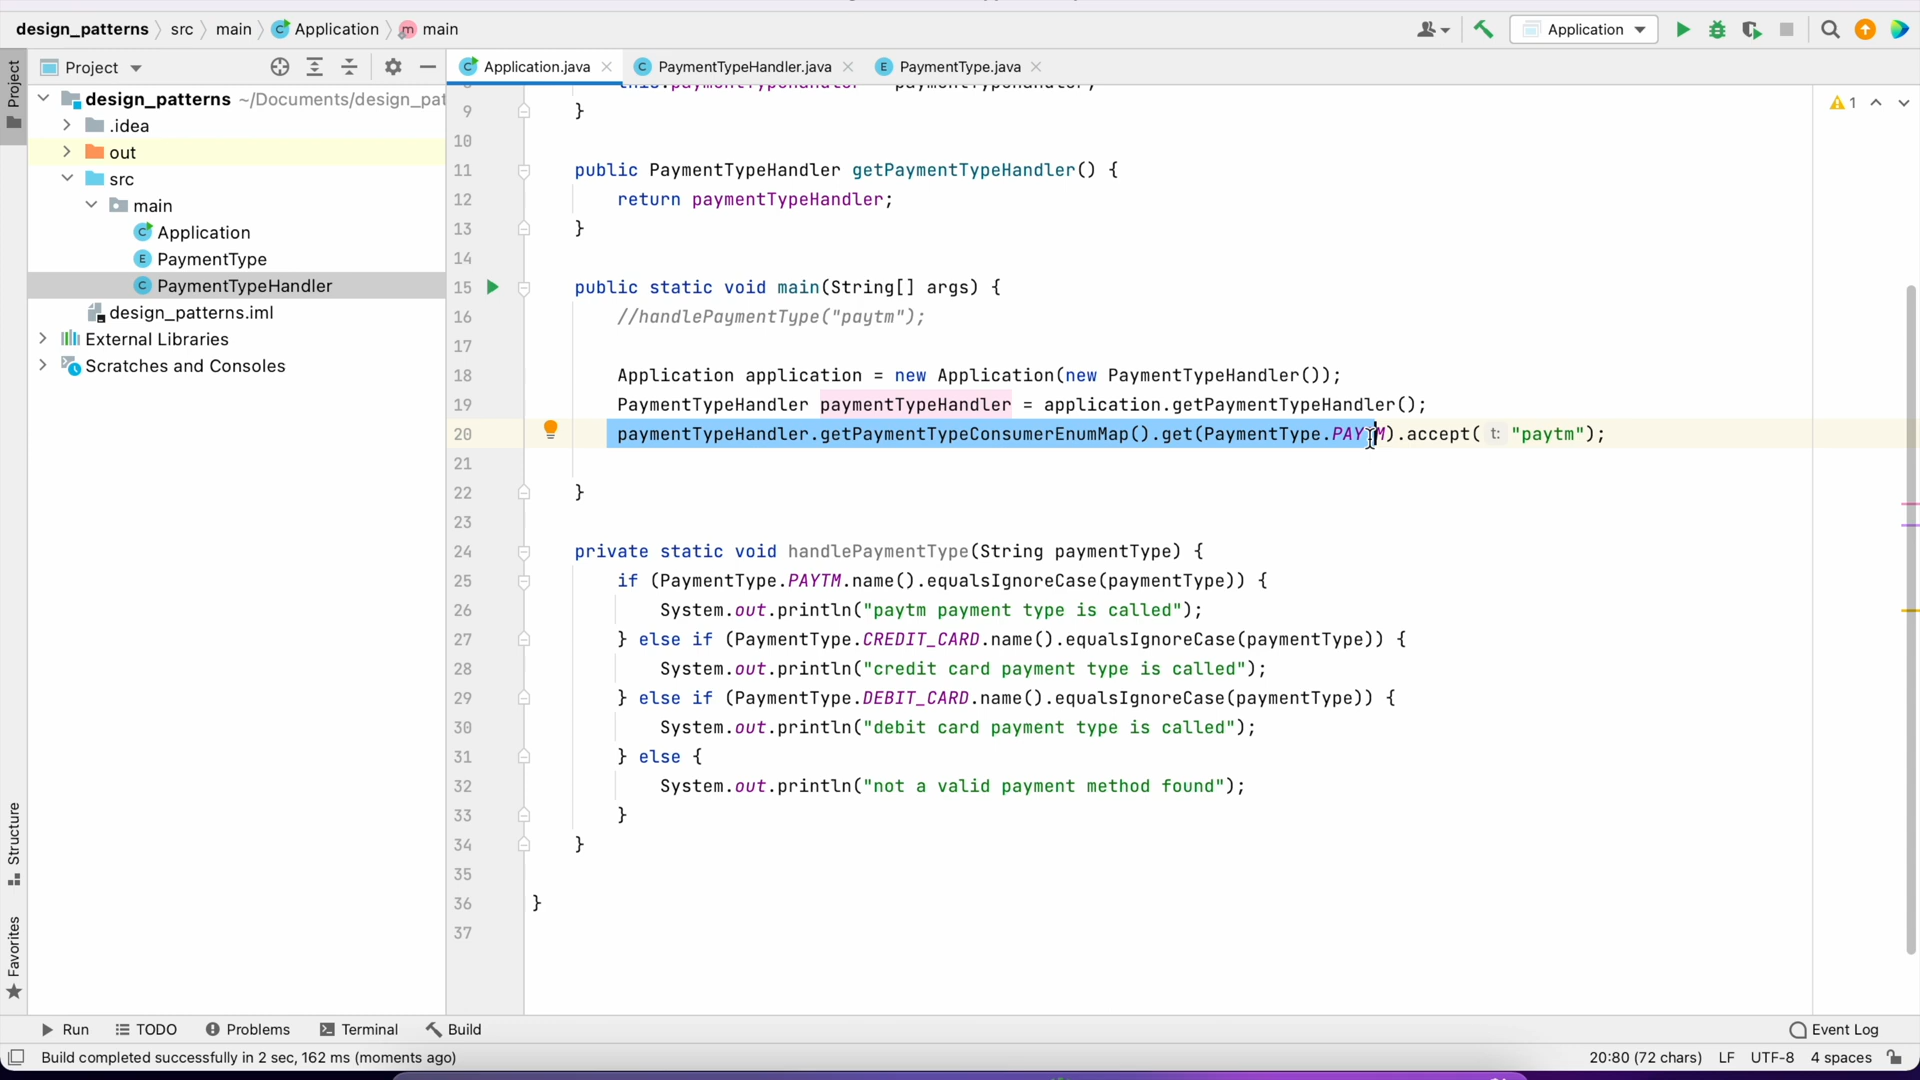 design_patterns src main Application main Application
Project Application.java PaymentTypeHandler.java PaymentType.java
Project
design_patterns ~/Documents/design_pat
.idea
out
src
main
Application
PaymentType
PaymentTypeHandler
design_patterns.iml
External Libraries
Scratches and Consoles
Structure
Favorites
1
9 }
10
11 public PaymentTypeHandler getPaymentTypeHandler() {
12 return paymentTypeHandler;
13 }
14
15 public static void main(String[] args) {
16 //handlePaymentType("paytm");
17
18 Application application = new Application(new PaymentTypeHandler());
19 PaymentTypeHandler paymentTypeHandler = application.getPaymentTypeHandler();
20 paymentTypeHandler.getPaymentTypeConsumerEnumMap().get(PaymentType.PAYTM).accept( t: "paytm");
21
22 }
23
24 private static void handlePaymentType(String paymentType) {
25 if (PaymentType.PAYTM.name().equalsIgnoreCase(paymentType)) {
26 System.out.println("paytm payment type is called");
27 } else if (PaymentType.CREDIT_CARD.name().equalsIgnoreCase(paymentType)) {
28 System.out.println("credit card payment type is called");
29 } else if (PaymentType.DEBIT_CARD.name().equalsIgnoreCase(paymentType)) {
30 System.out.println("debit card payment type is called");
31 } else {
32 System.out.println("not a valid payment method found");
33 }
34 }
35
36 }
37
Run TODO Problems Terminal Build Event Log
Build completed successfully in 2 sec, 162 ms (moments ago) 20:80 (72 chars) LF UTF-8 4 spaces